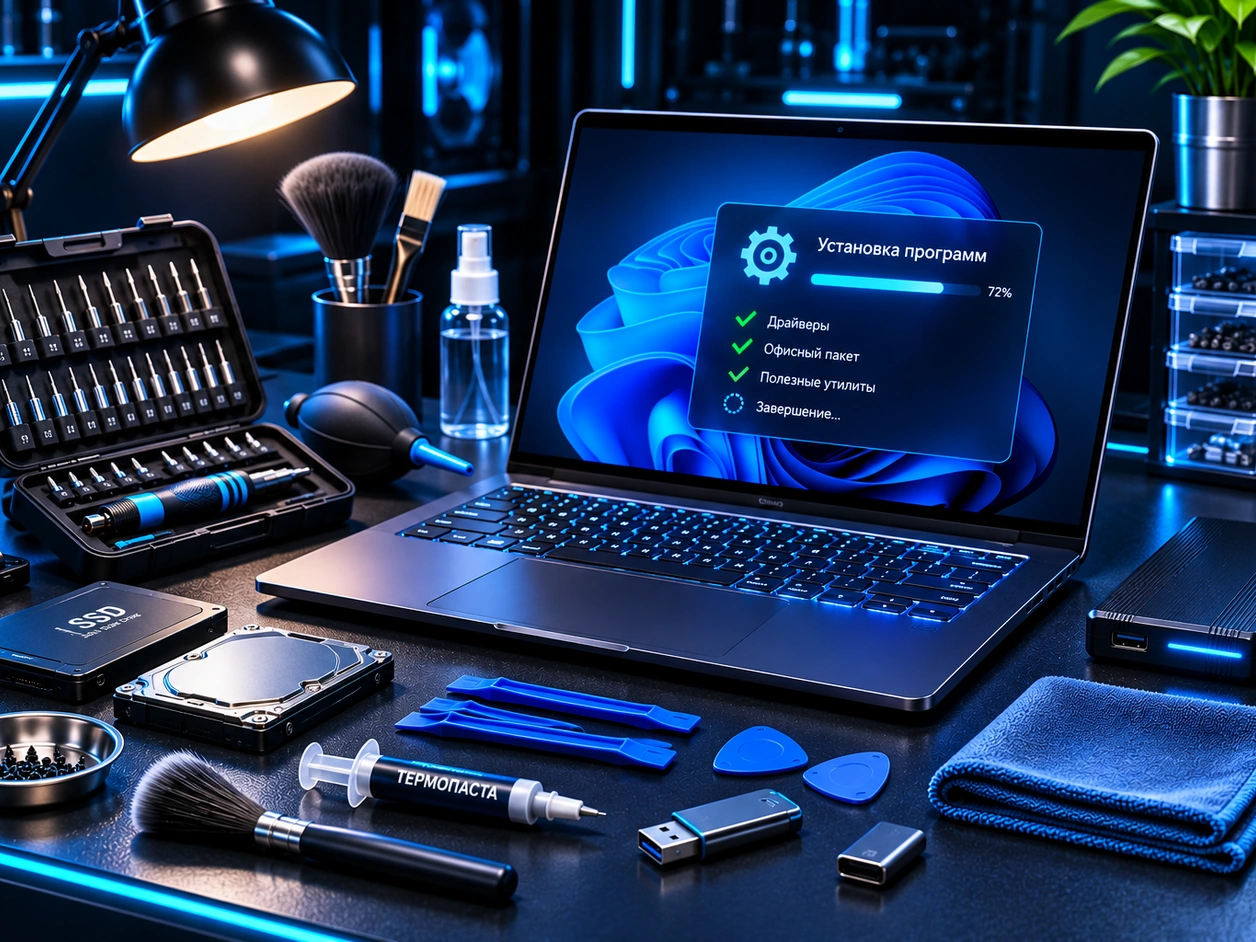 Установка программ
72%
Драйверы
Офисный пакет
Полезные утилиты
Завершение...
SSD
ТЕРМОПАСТА